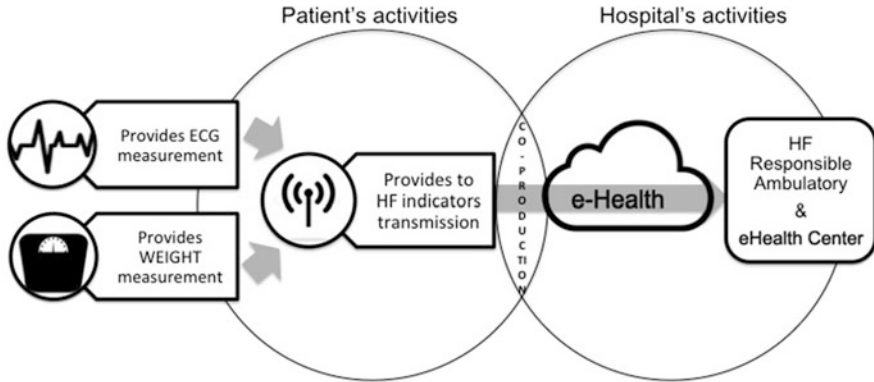 Patient's activities
Hospital's activities
Provides ECG
measurement
Provides
WEIGHT
measurement
Provides to
HF indicators
transmission
CO-PRODUCTION
e-Health
HF
Responsible
Ambulatory
&
eHealth Center